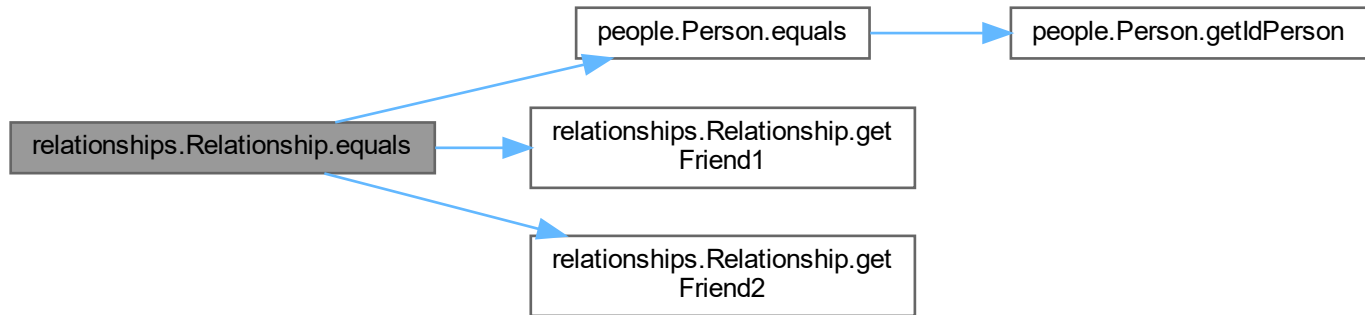 people.Person.equals
people.Person.getIdPerson
relationships.Relationship.equals
relationships.Relationship.get
Friend1
relationships.Relationship.get
Friend2